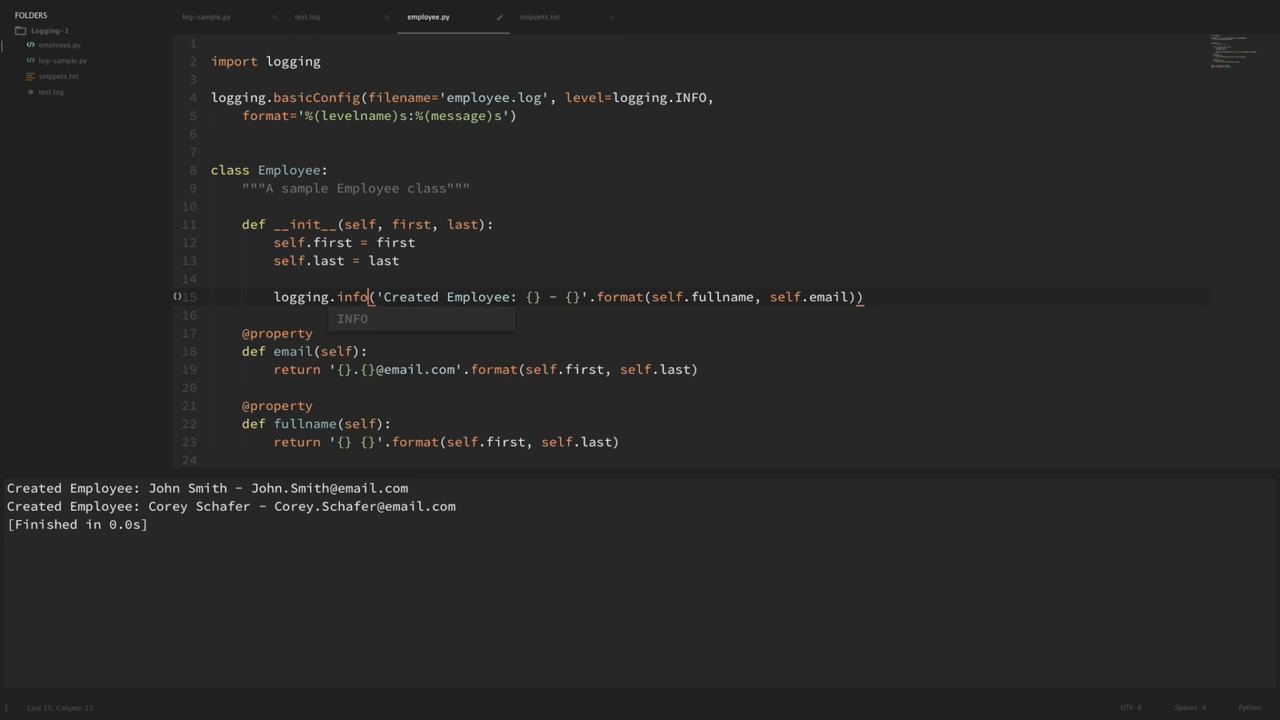 FOLDERS
Logging-1
employee.py
log-sample.py
snippets.txt
test.log
log-sample.py × test.log × employee.py snippets.txt ×
1
2 import logging
3
4 logging.basicConfig(filename='employee.log', level=logging.INFO,
5     format='%(levelname)s:%(message)s')
6
7
8 class Employee:
9     """A sample Employee class"""
10
11     def __init__(self, first, last):
12         self.first = first
13         self.last = last
14
15         logging.info('Created Employee: {} - {}'.format(self.fullname, self.email))
16
INFO
17     @property
18     def email(self):
19         return '{}.{}@email.com'.format(self.first, self.last)
20
21     @property
22     def fullname(self):
23         return '{} {}'.format(self.first, self.last)
24
Created Employee: John Smith - John.Smith@email.com
Created Employee: Corey Schafer - Corey.Schafer@email.com
[Finished in 0.0s]
Line 15, Column 21 UTF-8 Spaces: 4 Python